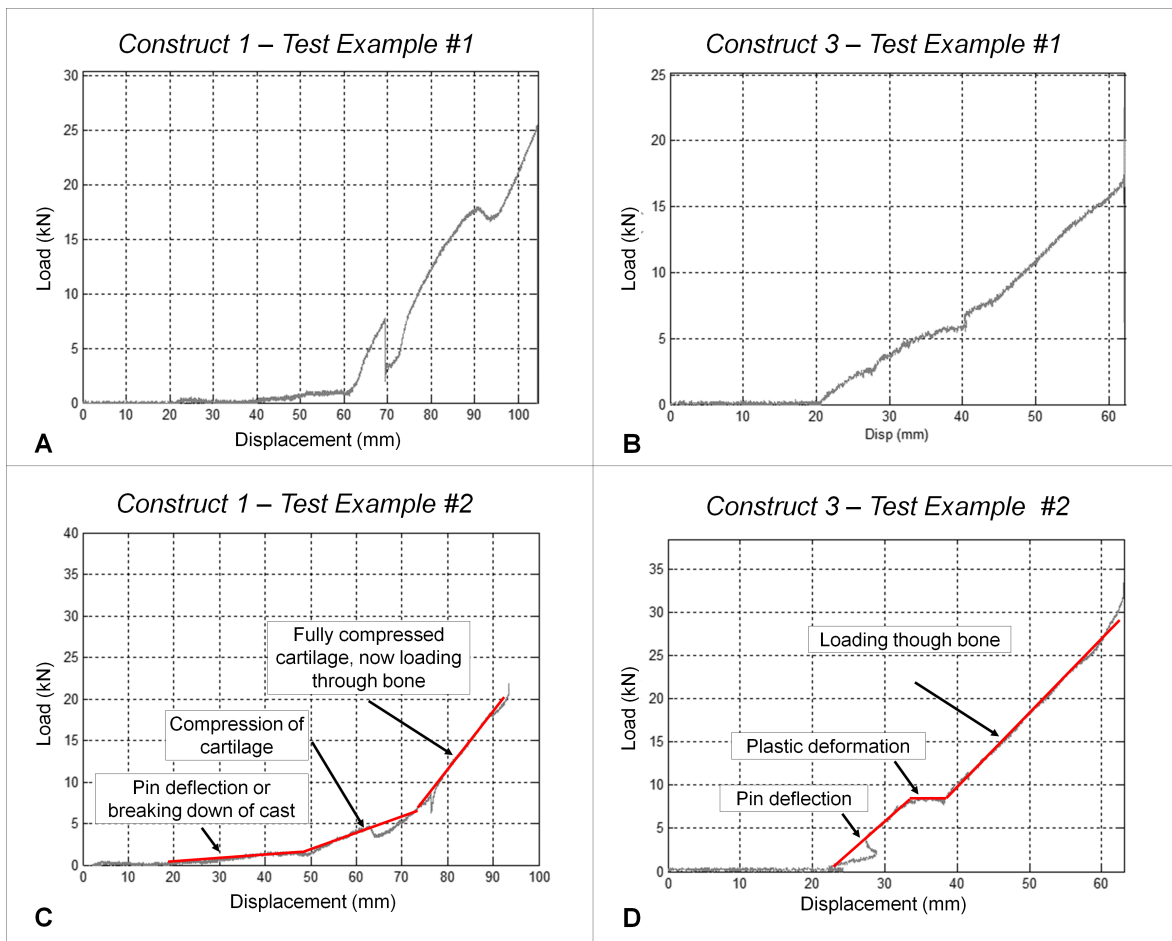 Construct 1 – Test Example #1
30
25
20
15
10
5
0
Load (kN)
0 10 20 30 40 50 60 70 80 90 100
Displacement (mm)
A
Construct 3 – Test Example #1
25
20
15
10
5
0
Load (kN)
0 10 20 30 40 50 60
Disp (mm)
B
Construct 1 – Test Example #2
40
35
30
25
20
15
10
5
0
Load (kN)
Fully compressed
cartilage, now loading
through bone
Compression of
cartilage
Pin deflection or
breaking down of cast
0 10 20 30 40 50 60 70 80 90 100
Displacement (mm)
C
Construct 3 – Test Example #2
35
30
25
20
15
10
5
0
Load (kN)
Loading though bone
Plastic deformation
Pin deflection
0 10 20 30 40 50 60
Displacement (mm)
D